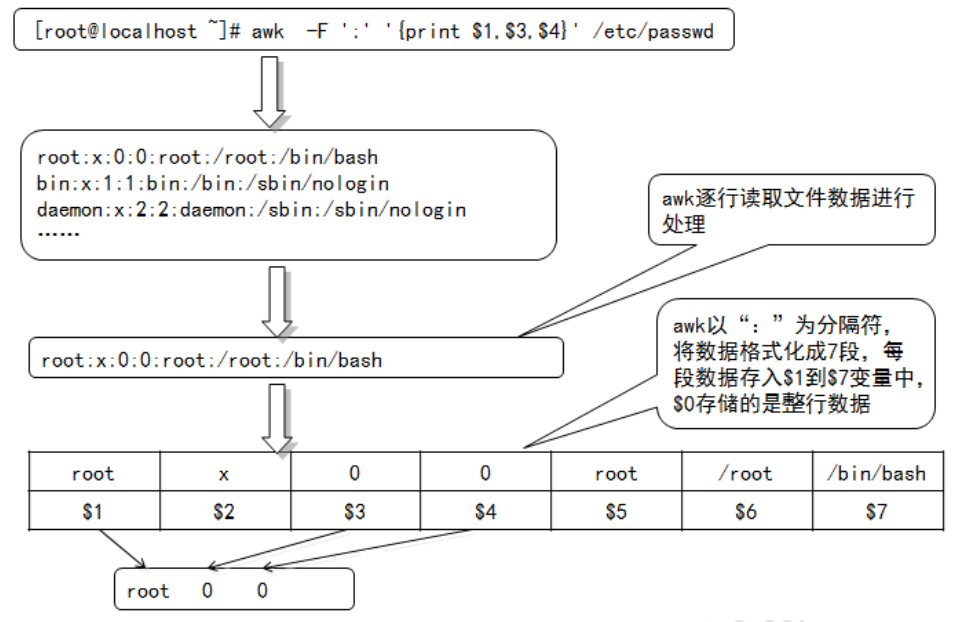 [root@localhost ~]# awk -F ':' '{print $1,$3,$4}' /etc/passwd
root:x:0:0:root:/root:/bin/bash
bin:x:1:1:bin:/bin:/sbin/nologin
daemon:x:2:2:daemon:/sbin:/sbin/nologin
……
awk逐行读取文件数据进行
处理
root:x:0:0:root:/root:/bin/bash
awk以“：”为分隔符，
将数据格式化成7段，每
段数据存入$1到$7变量中，
$0存储的是整行数据
root x 0 0 root /root /bin/bash
$1 $2 $3 $4 $5 $6 $7
root 0 0